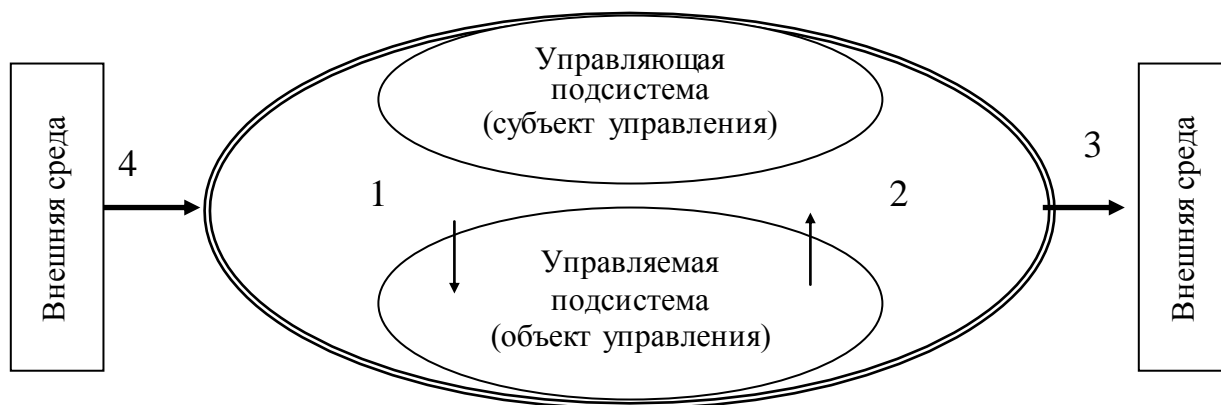 Внешняя среда
4
1
Управляющая
подсистема
(субъект управления)
Управляемая
подсистема
(объект управления)
2
3
Внешняя среда